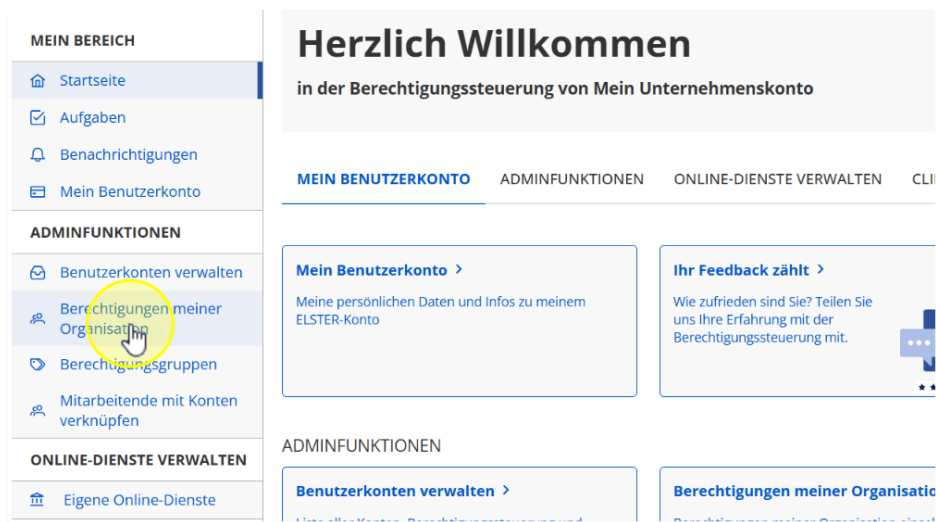 MEIN BEREICH
Startseite
Aufgaben
Benachrichtigungen
Mein Benutzerkonto
ADMINFUNKTIONEN
Benutzerkonten verwalten
Berechtigungen meiner
Organisation
Berechtigungsgruppen
Mitarbeitende mit Konten
verknüpfen
ONLINE-DIENSTE VERWALTEN
Eigene Online-Dienste
Herzlich Willkommen
in der Berechtigungssteuerung von Mein Unternehmenskonto
MEIN BENUTZERKONTO ADMINFUNKTIONEN ONLINE-DIENSTE VERWALTEN
Mein Benutzerkonto
Meine persönlichen Daten und Infos zu meinem
ELSTER-Konto
Ihr Feedback zählt
Wie zufrieden sind Sie? Teilen Sie
uns Ihre Erfahrung mit der
Berechtigungssteuerung mit.
ADMINFUNKTIONEN
Benutzerkonten verwalten
Berechtigungen meiner Organisatio